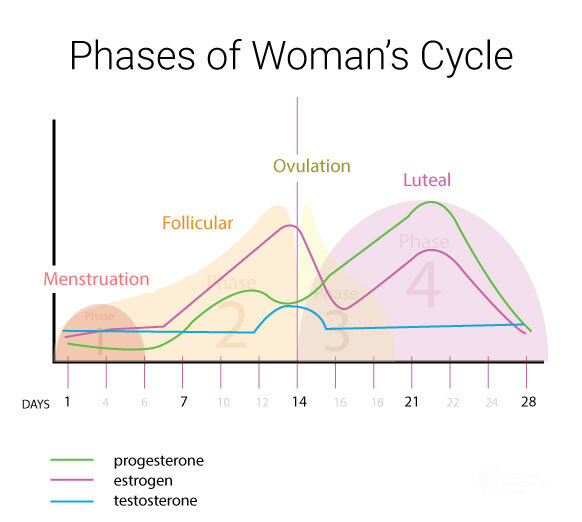 Phases of Woman's Cycle
Ovulation
Luteal
Follicular
Menstruation
Phase
1
Phase
2
Phase
3
Phase
4
DAYS 1 4 6 7 10 12 14 16 18 21 22 24 28
progesterone
estrogen
testosterone